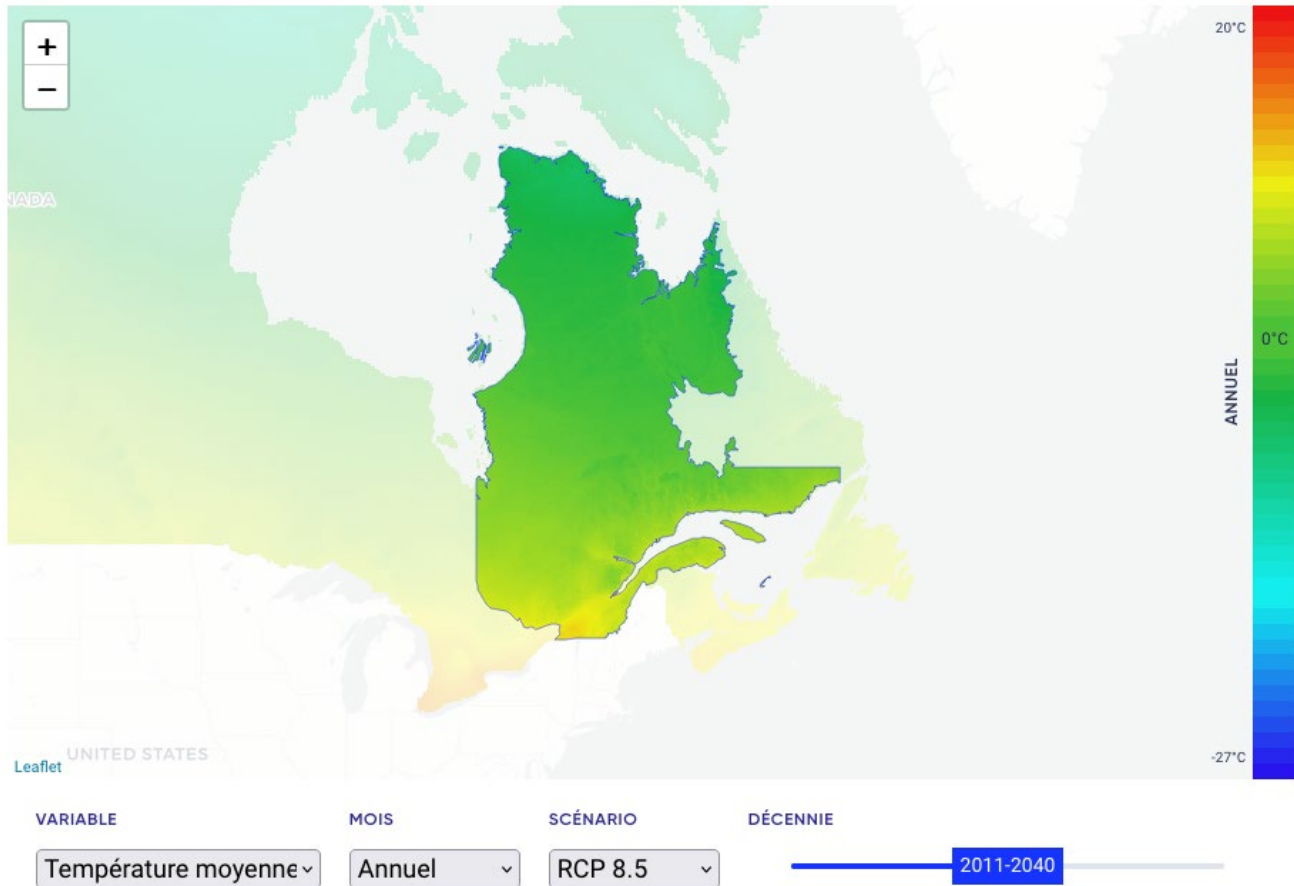 +
−
20°C
NADA
0°C
ANNUEL
-27°C
UNITED STATES
Leaflet
VARIABLE
MOIS
SCÉNARIO
DÉCENNIE
Température moyenne
Annuel
RCP 8.5
2011-2040